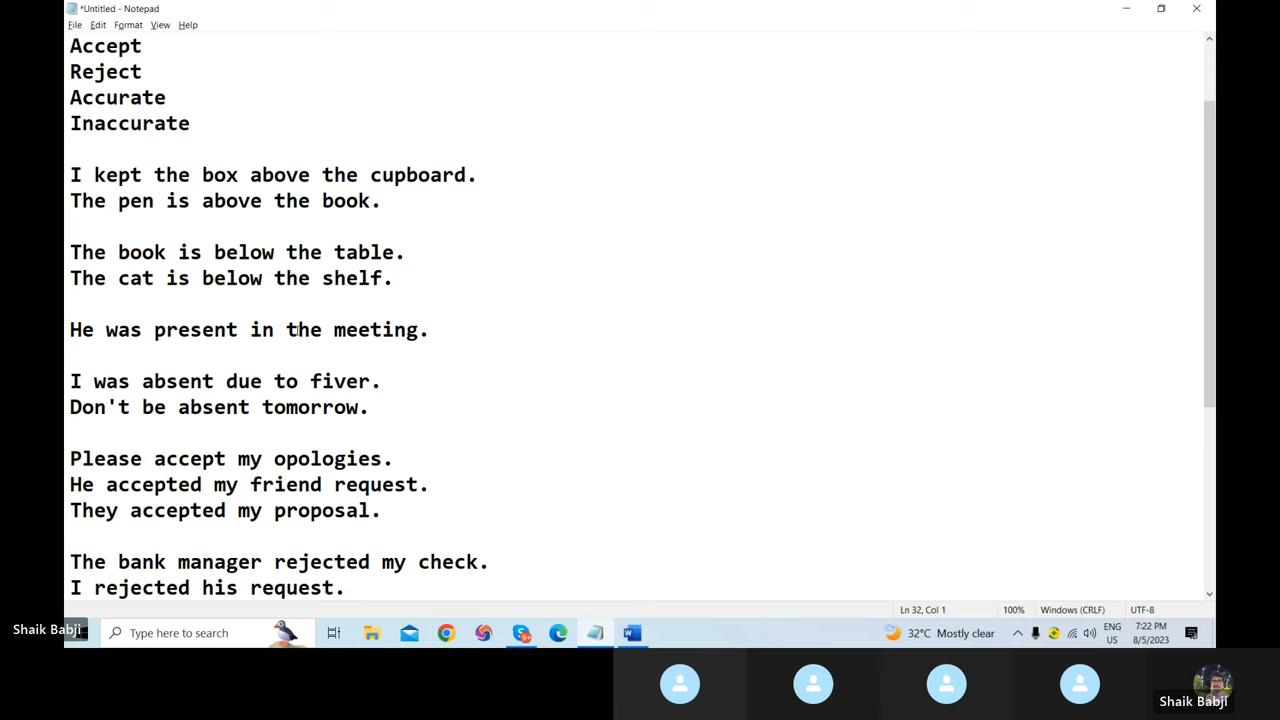 *Untitled - Notepad
File Edit Format View Help
Accept
Reject
Accurate
Inaccurate
I kept the box above the cupboard.
The pen is above the book.
The book is below the table.
The cat is below the shelf.
He was present in the meeting.
I was absent due to fiver.
Don't be absent tomorrow.
Please accept my opologies.
He accepted my friend request.
They accepted my proposal.
The bank manager rejected my check.
I rejected his request.
Ln 32, Col 1 100% Windows (CRLF) UTF-8
Shaik Babji
Type here to search
32°C Mostly clear
ENG
US
7:22 PM
8/5/2023
Shaik Babji